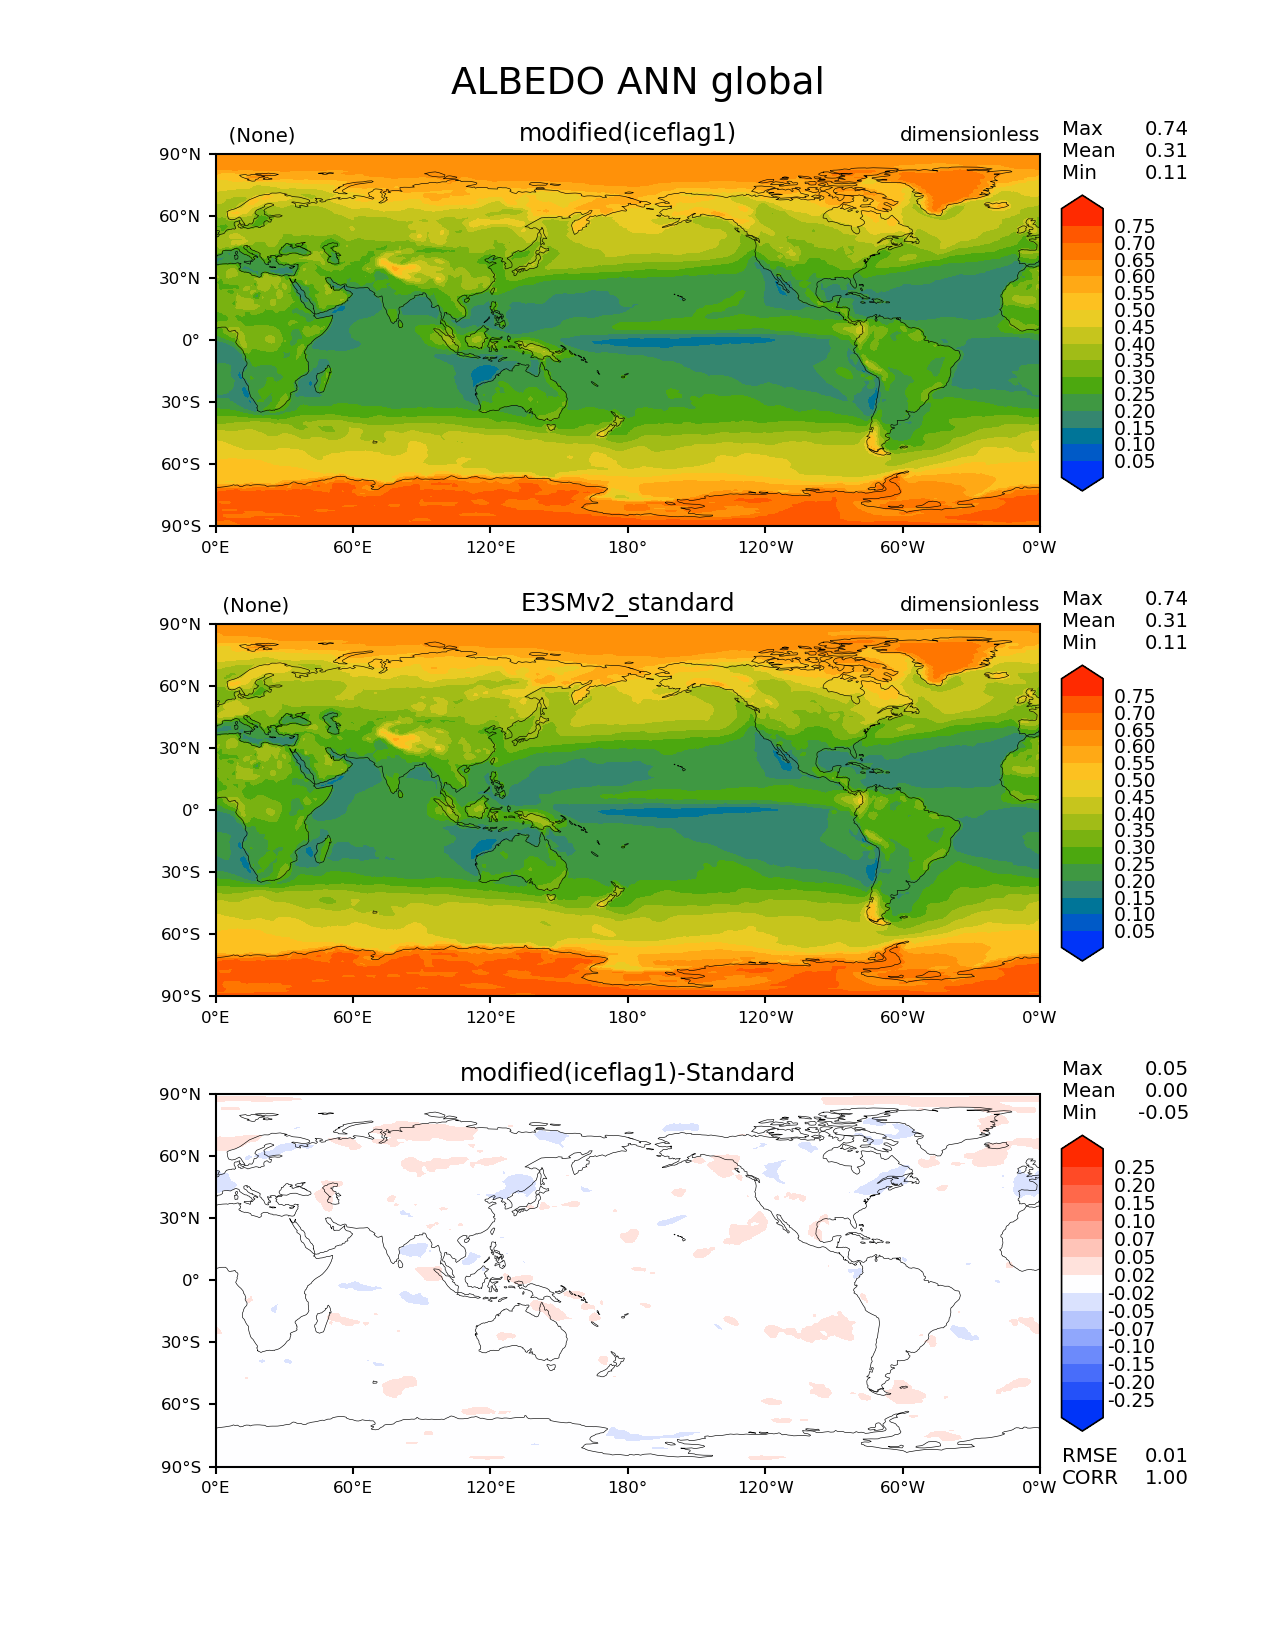 ALBEDO ANN global
(None) modified(iceflag1) dimensionless
Max 0.74
Mean 0.31
Min 0.11
90°N
60°N
30°N
0°
30°S
60°S
90°S
0°E 60°E 120°E 180° 120°W 60°W 0°W
0.75
0.70
0.65
0.60
0.55
0.50
0.45
0.40
0.35
0.30
0.25
0.20
0.15
0.10
0.05
(None) E3SMv2_standard dimensionless
Max 0.74
Mean 0.31
Min 0.11
90°N
60°N
30°N
0°
30°S
60°S
90°S
0°E 60°E 120°E 180° 120°W 60°W 0°W
0.75
0.70
0.65
0.60
0.55
0.50
0.45
0.40
0.35
0.30
0.25
0.20
0.15
0.10
0.05
modified(iceflag1)-Standard
Max 0.05
Mean 0.00
Min -0.05
90°N
60°N
30°N
0°
30°S
60°S
90°S
0°E 60°E 120°E 180° 120°W 60°W 0°W
0.25
0.20
0.15
0.10
0.07
0.05
0.02
-0.02
-0.05
-0.07
-0.10
-0.15
-0.20
-0.25
RMSE 0.01
CORR 1.00